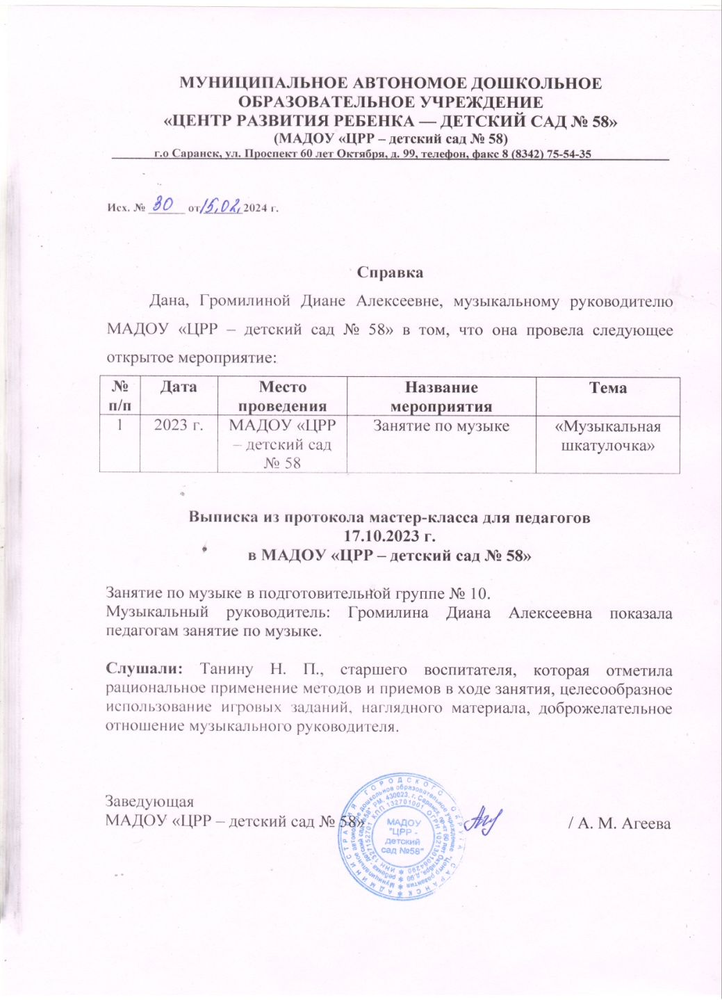 МУНИЦИПАЛЬНОЕ АВТОНОМОЕ ДОШКОЛЬНОЕ
ОБРАЗОВАТЕЛЬНОЕ УЧРЕЖДЕНИЕ
«ЦЕНТР РАЗВИТИЯ РЕБЕНКА — ДЕТСКИЙ САД № 58»
(МАДОУ «ЦРР – детский сад № 58)
г.о Саранск, ул. Проспект 60 лет Октября, д. 99, телефон, факс 8 (8342) 75-54-35
Исх. № 30 от 15.02.2024 г.
Справка
Дана, Громилиной Диане Алексеевне, музыкальному руководителю
МАДОУ «ЦРР – детский сад № 58» в том, что она провела следующее
открытое мероприятие:
№ Дата Место Название Тема
п/п проведения мероприятия
1 2023 г. МАДОУ «ЦРР Занятие по музыке «Музыкальная
– детский сад шкатулочка»
№ 58
Выписка из протокола мастер-класса для педагогов
17.10.2023 г.
в МАДОУ «ЦРР – детский сад № 58»
Занятие по музыке в подготовительной группе № 10.
Музыкальный руководитель: Громилина Диана Алексеевна показала
педагогам занятие по музыке.
Слушали: Танину Н. П., старшего воспитателя, которая отметила
рациональное применение методов и приемов в ходе занятия, целесообразное
использование игровых заданий, наглядного материала, доброжелательное
отношение музыкального руководителя.
Заведующая
МАДОУ «ЦРР – детский сад № 58» / А. М. Агеева
АДМИНИСТРАЦИЯ ГОРОДСКОГО ОКРУГА САРАНСК
МАДОУ
"ЦРР -
детский
сад №58"